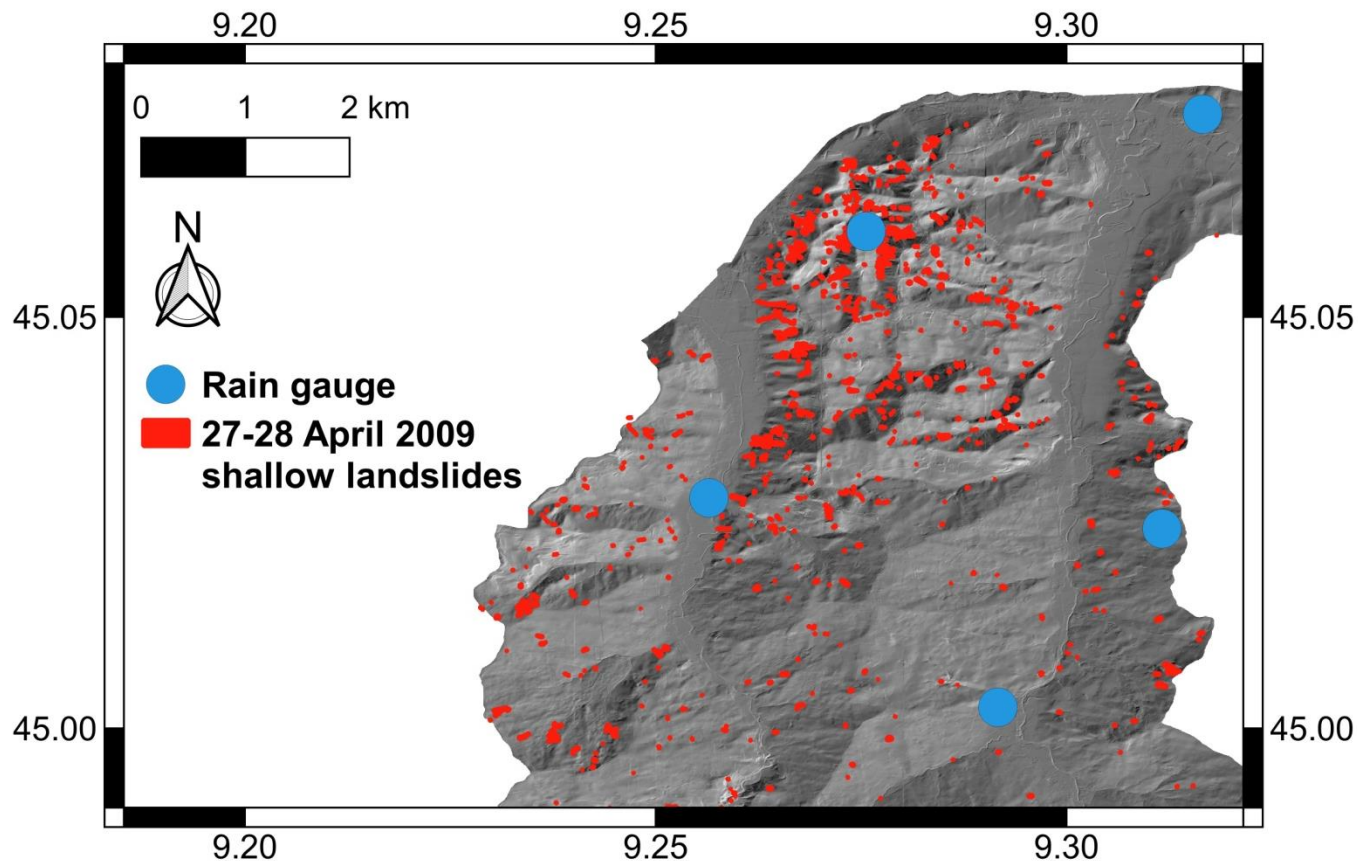 9.20 9.25 9.30
0 1 2 km
N
45.05 45.05
Rain gauge
27-28 April 2009
shallow landslides
45.00 45.00
9.20 9.25 9.30